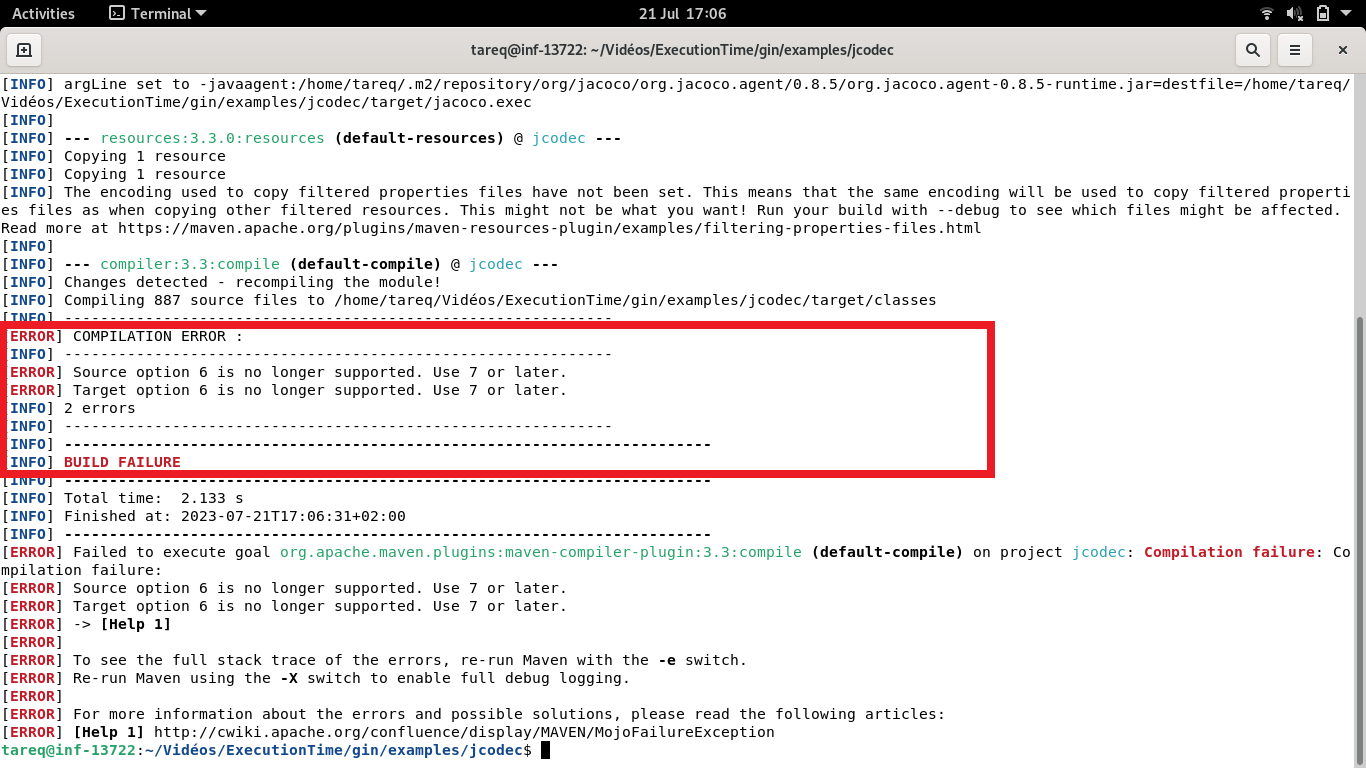 Activities Terminal 21 Jul 17:06
tareq@inf-13722: ~/Vidéos/ExecutionTime/gin/examples/jcodec
[INFO] argLine set to -javaagent:/home/tareq/.m2/repository/org/jacoco/org.jacoco.agent/0.8.5/org.jacoco.agent-0.8.5-runtime.jar=destfile=/home/tareq/
Vidéos/ExecutionTime/gin/examples/jcodec/target/jacoco.exec
[INFO]
[INFO] --- resources:3.3.0:resources (default-resources) @ jcodec ---
[INFO] Copying 1 resource
[INFO] Copying 1 resource
[INFO] The encoding used to copy filtered properties files have not been set. This means that the same encoding will be used to copy filtered properti
es files as when copying other filtered resources. This might not be what you want! Run your build with --debug to see which files might be affected.
Read more at https://maven.apache.org/plugins/maven-resources-plugin/examples/filtering-properties-files.html
[INFO]
[INFO] --- compiler:3.3:compile (default-compile) @ jcodec ---
[INFO] Changes detected - recompiling the module!
[INFO] Compiling 887 source files to /home/tareq/Vidéos/ExecutionTime/gin/examples/jcodec/target/classes
[INFO] -------------------------------------------------------------
[ERROR] COMPILATION ERROR :
[INFO] -------------------------------------------------------------
[ERROR] Source option 6 is no longer supported. Use 7 or later.
[ERROR] Target option 6 is no longer supported. Use 7 or later.
[INFO] 2 errors
[INFO] -------------------------------------------------------------
[INFO] ------------------------------------------------------------------------
[INFO] BUILD FAILURE
[INFO] ------------------------------------------------------------------------
[INFO] Total time:  2.133 s
[INFO] Finished at: 2023-07-21T17:06:31+02:00
[INFO] ------------------------------------------------------------------------
[ERROR] Failed to execute goal org.apache.maven.plugins:maven-compiler-plugin:3.3:compile (default-compile) on project jcodec: Compilation failure: Co
mpilation failure:
[ERROR] Source option 6 is no longer supported. Use 7 or later.
[ERROR] Target option 6 is no longer supported. Use 7 or later.
[ERROR] -> [Help 1]
[ERROR]
[ERROR] To see the full stack trace of the errors, re-run Maven with the -e switch.
[ERROR] Re-run Maven using the -X switch to enable full debug logging.
[ERROR]
[ERROR] For more information about the errors and possible solutions, please read the following articles:
[ERROR] [Help 1] http://cwiki.apache.org/confluence/display/MAVEN/MojoFailureException
tareq@inf-13722:~/Vidéos/ExecutionTime/gin/examples/jcodec$